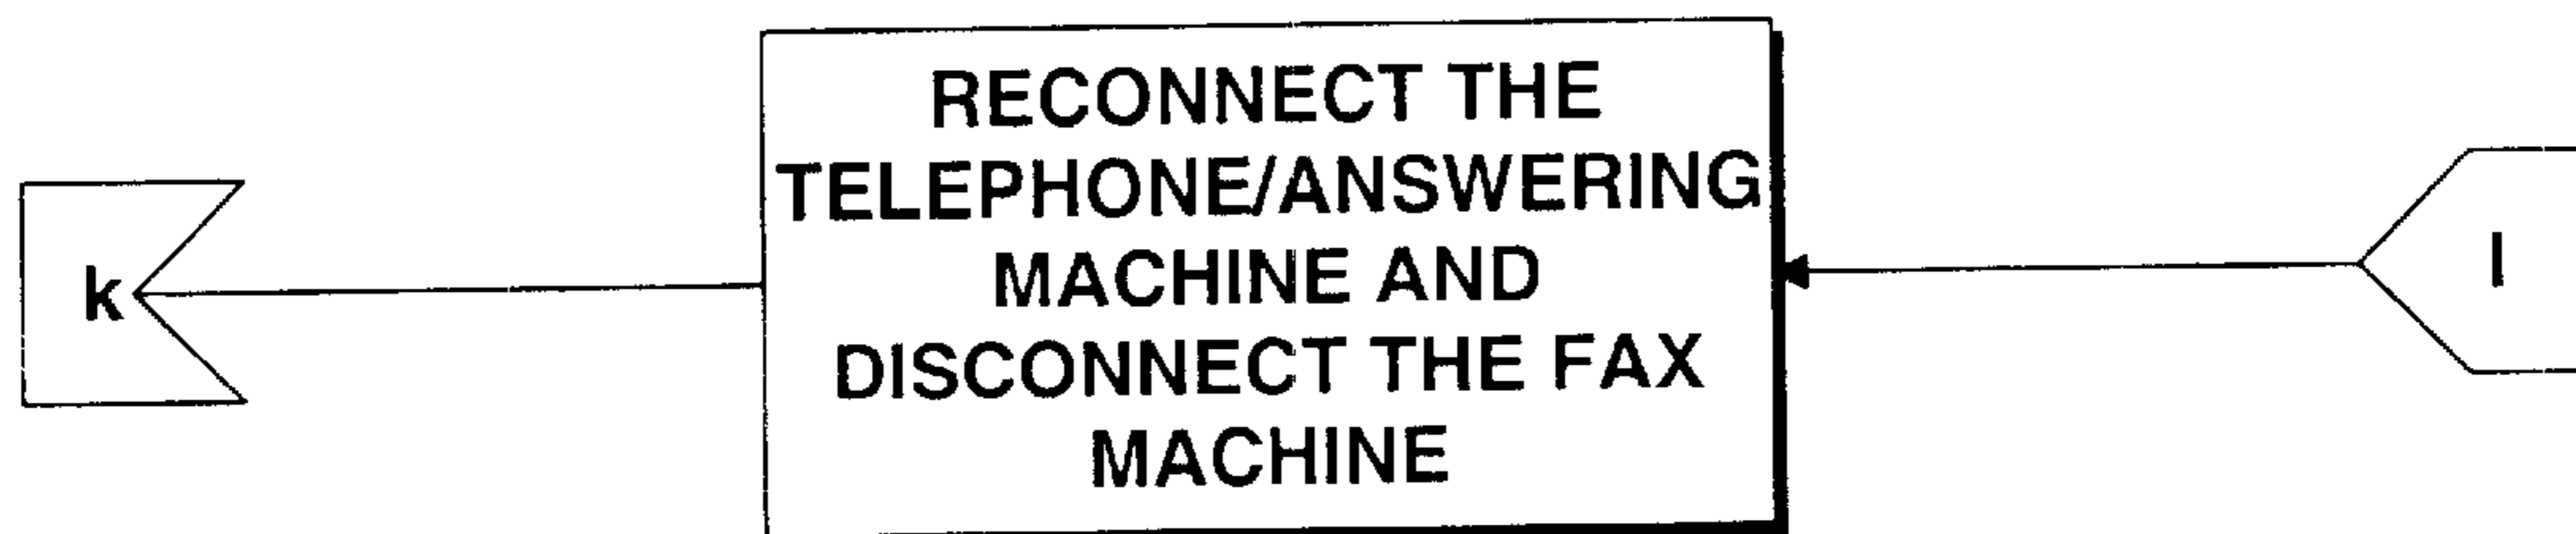 RECONNECT THE
TELEPHONE/ANSWERING
MACHINE AND
DISCONNECT THE FAX
MACHINE
k
l